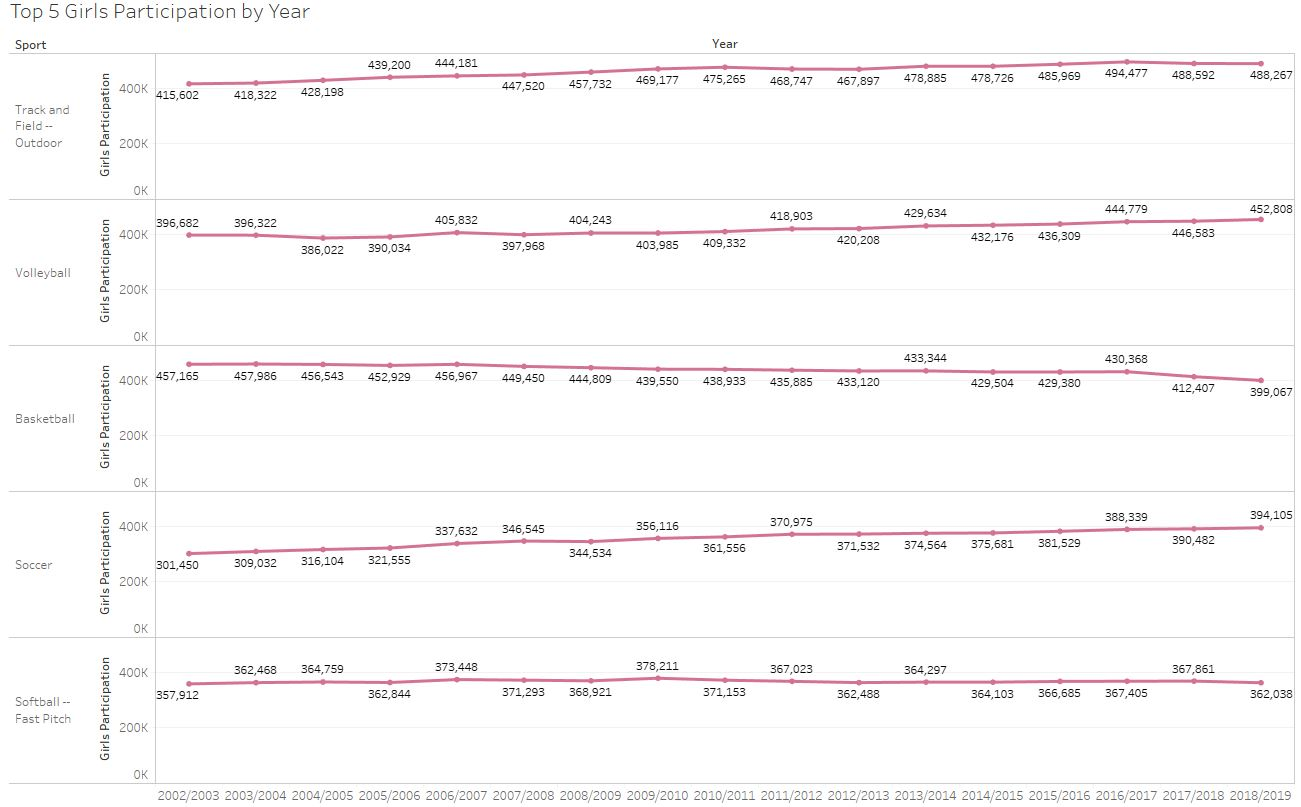 Top 5 Girls Participation by Year
Sport
Year
Track and
Field --
Outdoor
Girls Participation
400K
200K
0K
415,602 418,322 428,198 439,200 444,181 447,520 457,732 469,177 475,265 468,747 467,897 478,885 478,726 485,969 494,477 488,592 488,267
Volleyball
Girls Participation
400K
200K
0K
396,682 396,322 386,022 390,034 405,832 397,968 404,243 403,985 409,332 418,903 420,208 429,634 432,176 436,309 444,779 446,583 452,808
Basketball
Girls Participation
400K
200K
0K
457,165 457,986 456,543 452,929 456,967 449,450 444,809 439,550 438,933 435,885 433,120 433,344 429,504 429,380 430,368 412,407 399,067
Soccer
Girls Participation
400K
200K
0K
301,450 309,032 316,104 321,555 337,632 346,545 344,534 356,116 361,556 370,975 371,532 374,564 375,681 381,529 388,339 390,482 394,105
Softball --
Fast Pitch
Girls Participation
400K
200K
0K
357,912 362,468 364,759 362,844 373,448 371,293 368,921 378,211 371,153 367,023 362,488 364,297 364,103 366,685 367,405 367,861 362,038
2002/2003 2003/2004 2004/2005 2005/2006 2006/2007 2007/2008 2008/2009 2009/2010 2010/2011 2011/2012 2012/2013 2013/2014 2014/2015 2015/2016 2016/2017 2017/2018 2018/2019